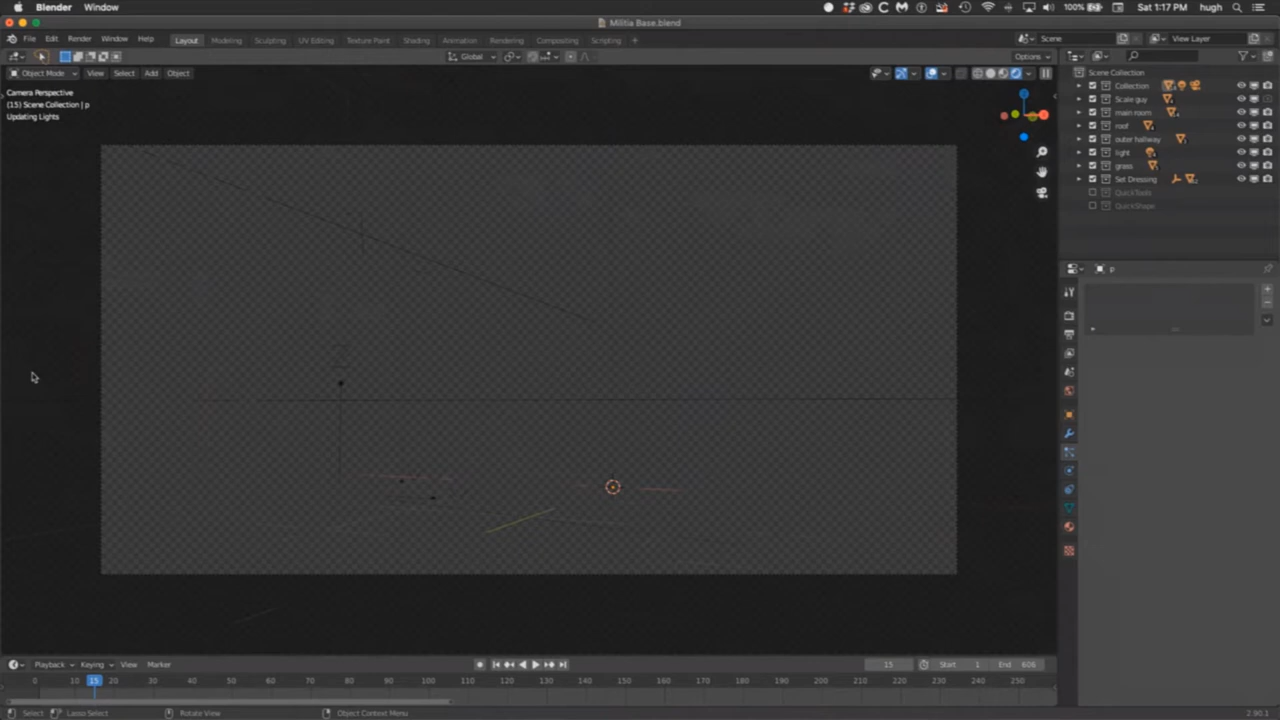 Blender Window 100% Sat 1:17 PM hugh
Militia Base.blend
File Edit Render Window Help Layout Modeling Sculpting UV Editing Texture Paint Shading Animation Rendering Compositing Scripting + Scene View Layer
Global Options
Object Mode View Select Add Object
Scene Collection
Camera Perspective
Collection
(15) Scene Collection | p
Scale guy
Updating Lights
main room
roof
outer hallway
light
grass
Set Dressing
QuickTools
QuickShape
p
Playback Keying View Marker 15 Start 1 End 606
0 10 15 20 30 40 50 60 70 80 90 100 110 120 130 140 150 160 170 180 190 200 210 220 230 240 250
Select Lasso Select Rotate View Object Context Menu 2.90.1